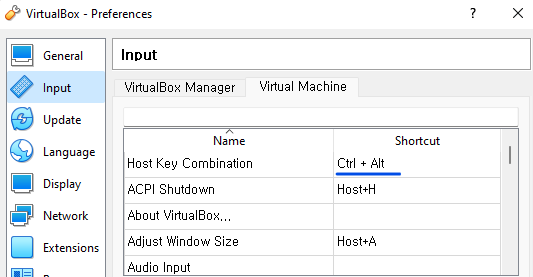 VirtualBox - Preferences
General
Input
Update
Language
Display
Network
Extensions
Input
VirtualBox Manager
Virtual Machine
Name
Shortcut
Host Key Combination
Ctrl + Alt
ACPI Shutdown
Host+H
About VirtualBox...
Adjust Window Size
Host+A
Audio Input